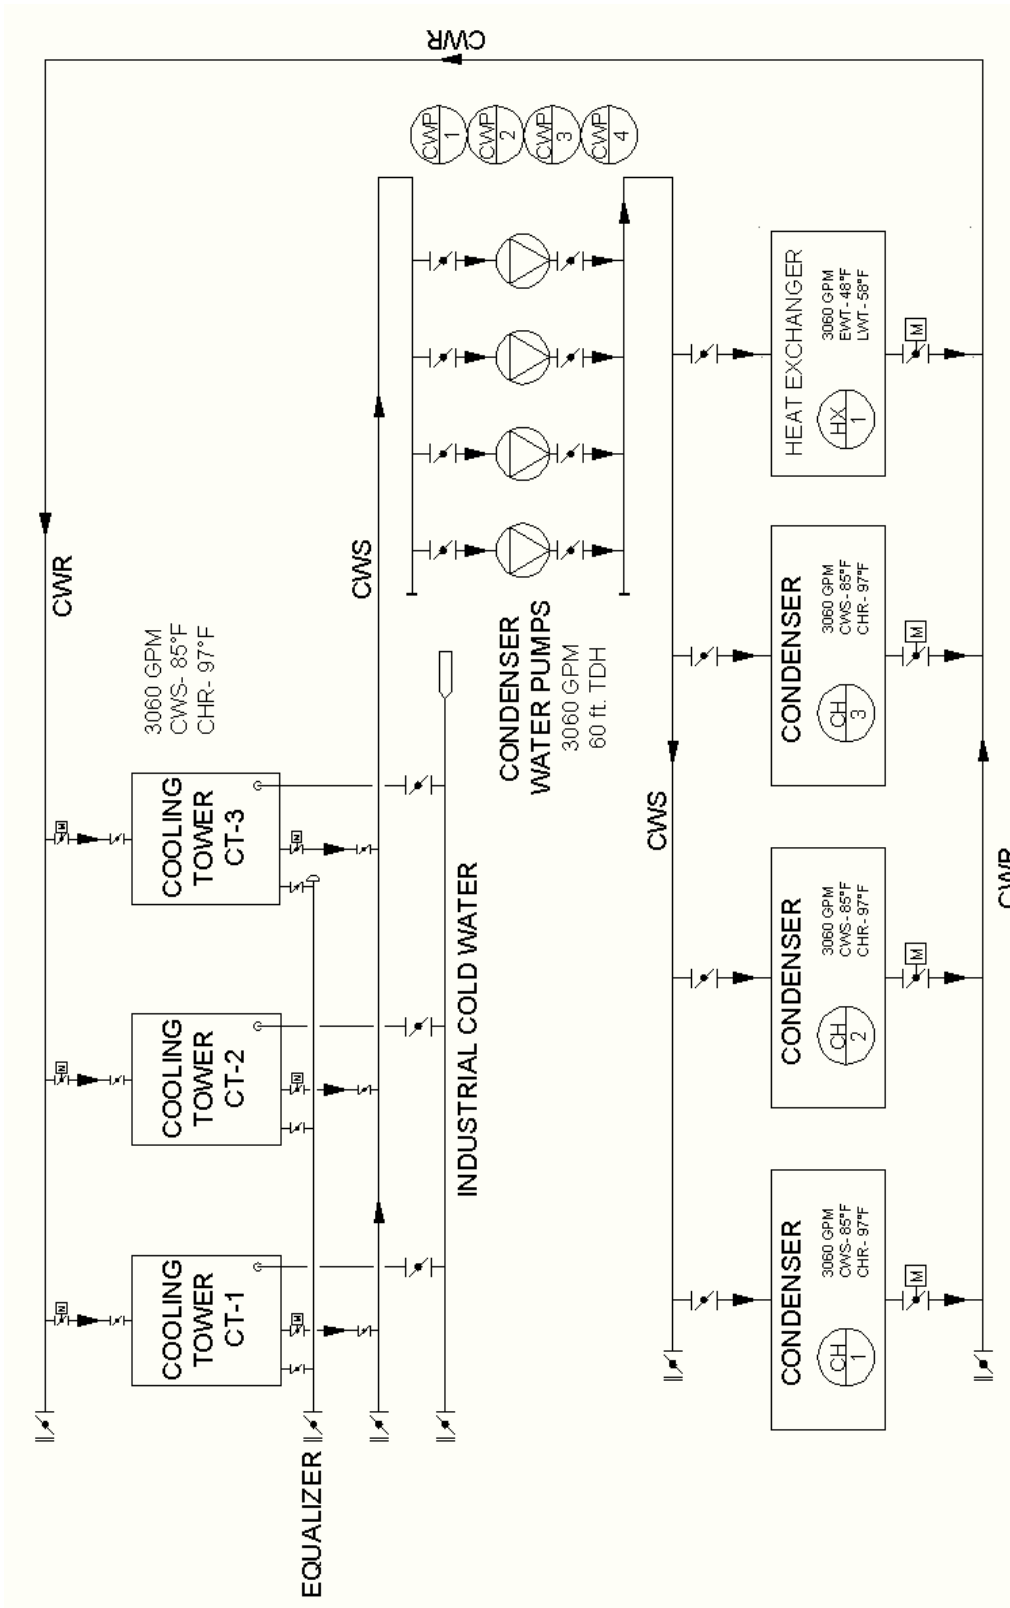 CWR
CWR
COOLING
TOWER
CT-1
COOLING
TOWER
CT-2
COOLING
TOWER
CT-3
3060 GPM
CWS- 85°F
CHR- 97°F
EQUALIZER
CWS
INDUSTRIAL COLD WATER
CWP
1
CWP
2
CWP
3
CWP
4
CONDENSER
WATER PUMPS
3060 GPM
60 ft. TDH
CWS
CONDENSER
CH
1
3060 GPM
CWS- 85°F
CHR- 97°F
M
CONDENSER
CH
2
3060 GPM
CWS- 85°F
CHR- 97°F
M
CONDENSER
CH
3
3060 GPM
CWS- 85°F
CHR- 97°F
M
HEAT EXCHANGER
HX
1
3060 GPM
EWT- 48°F
LWT- 58°F
M
CWR